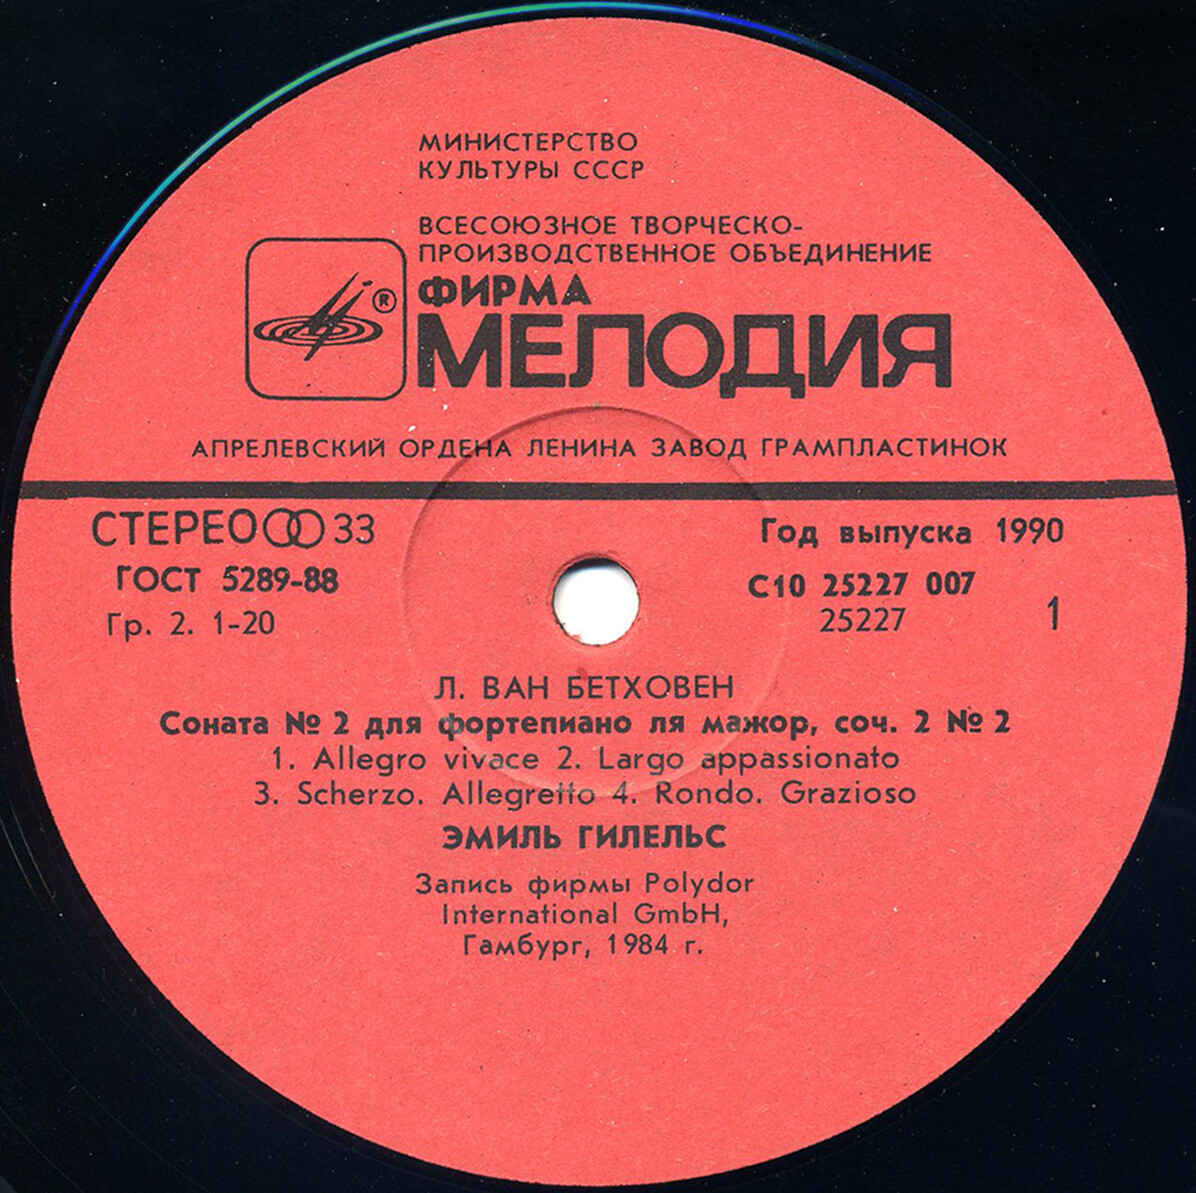 МИНИСТЕРСТВО
КУЛЬТУРЫ СССР
ВСЕСОЮЗНОЕ ТВОРЧЕСКО-
ПРОИЗВОДСТВЕННОЕ ОБЪЕДИНЕНИЕ
®
ФИРМА
МЕЛОДИЯ
АПРЕЛЕВСКИЙ ОРДЕНА ЛЕНИНА ЗАВОД ГРАМПЛАСТИНОК
СТЕРЕО 33
Год выпуска 1990
ГОСТ 5289-88
С10 25227 007
Гр. 2. 1-20
25227
1
Л. ВАН БЕТХОВЕН
Соната № 2 для фортепиано ля мажор, соч. 2 № 2
1. Allegro vivace 2. Largo appassionato
3. Scherzo. Allegretto 4. Rondo. Grazioso
ЭМИЛЬ ГИЛЕЛЬС
Запись фирмы Polydor
International GmbH,
Гамбург, 1984 г.